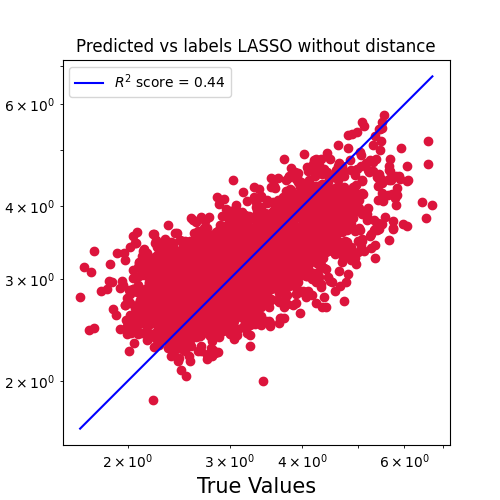 Predicted vs labels LASSO without distance
R² score = 0.44
6 × 10⁰
4 × 10⁰
3 × 10⁰
2 × 10⁰
2 × 10⁰ 3 × 10⁰ 4 × 10⁰ 6 × 10⁰
True Values